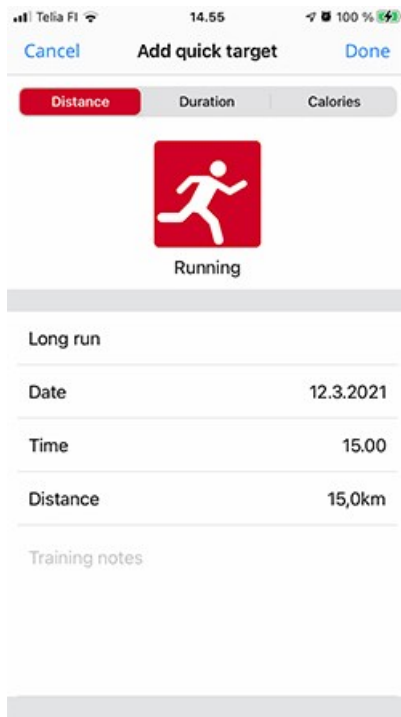 Telia FI 14.55 100 %
Cancel Add quick target Done
Distance Duration Calories
Running
Long run
Date 12.3.2021
Time 15.00
Distance 15,0km
Training notes